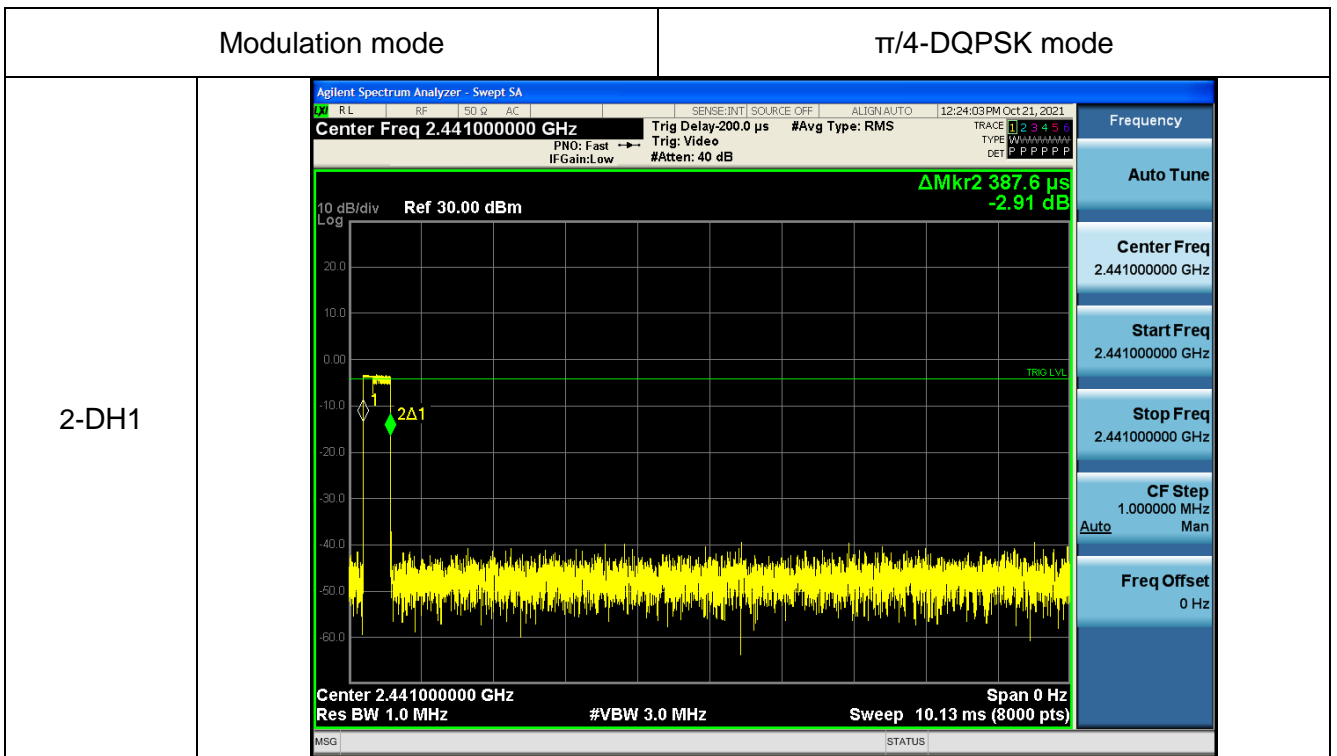 Modulation mode
π/4-DQPSK mode
2-DH1
Agilent Spectrum Analyzer - Swept SA
LXI RL RF 50 Ω AC SENSE:INT SOURCE OFF ALIGN AUTO 12:24:03 PM Oct 21, 2021
Center Freq 2.441000000 GHz
PNO: Fast
IFGain:Low
Trig Delay-200.0 µs #Avg Type: RMS
Trig: Video
#Atten: 40 dB
TRACE 1 2 3 4 5 6
TYPE WWWWWW
DET P P P P P P
ΔMkr2 387.6 µs
-2.91 dB
10 dB/div Ref 30.00 dBm
Log
20.0
10.0
0.00
TRIG LVL
-10.0
1
2Δ1
-20.0
-30.0
-40.0
-50.0
-60.0
Center 2.441000000 GHz Span 0 Hz
Res BW 1.0 MHz #VBW 3.0 MHz Sweep 10.13 ms (8000 pts)
MSG STATUS
Frequency
Auto Tune
Center Freq
2.441000000 GHz
Start Freq
2.441000000 GHz
Stop Freq
2.441000000 GHz
CF Step
1.000000 MHz
Auto Man
Freq Offset
0 Hz